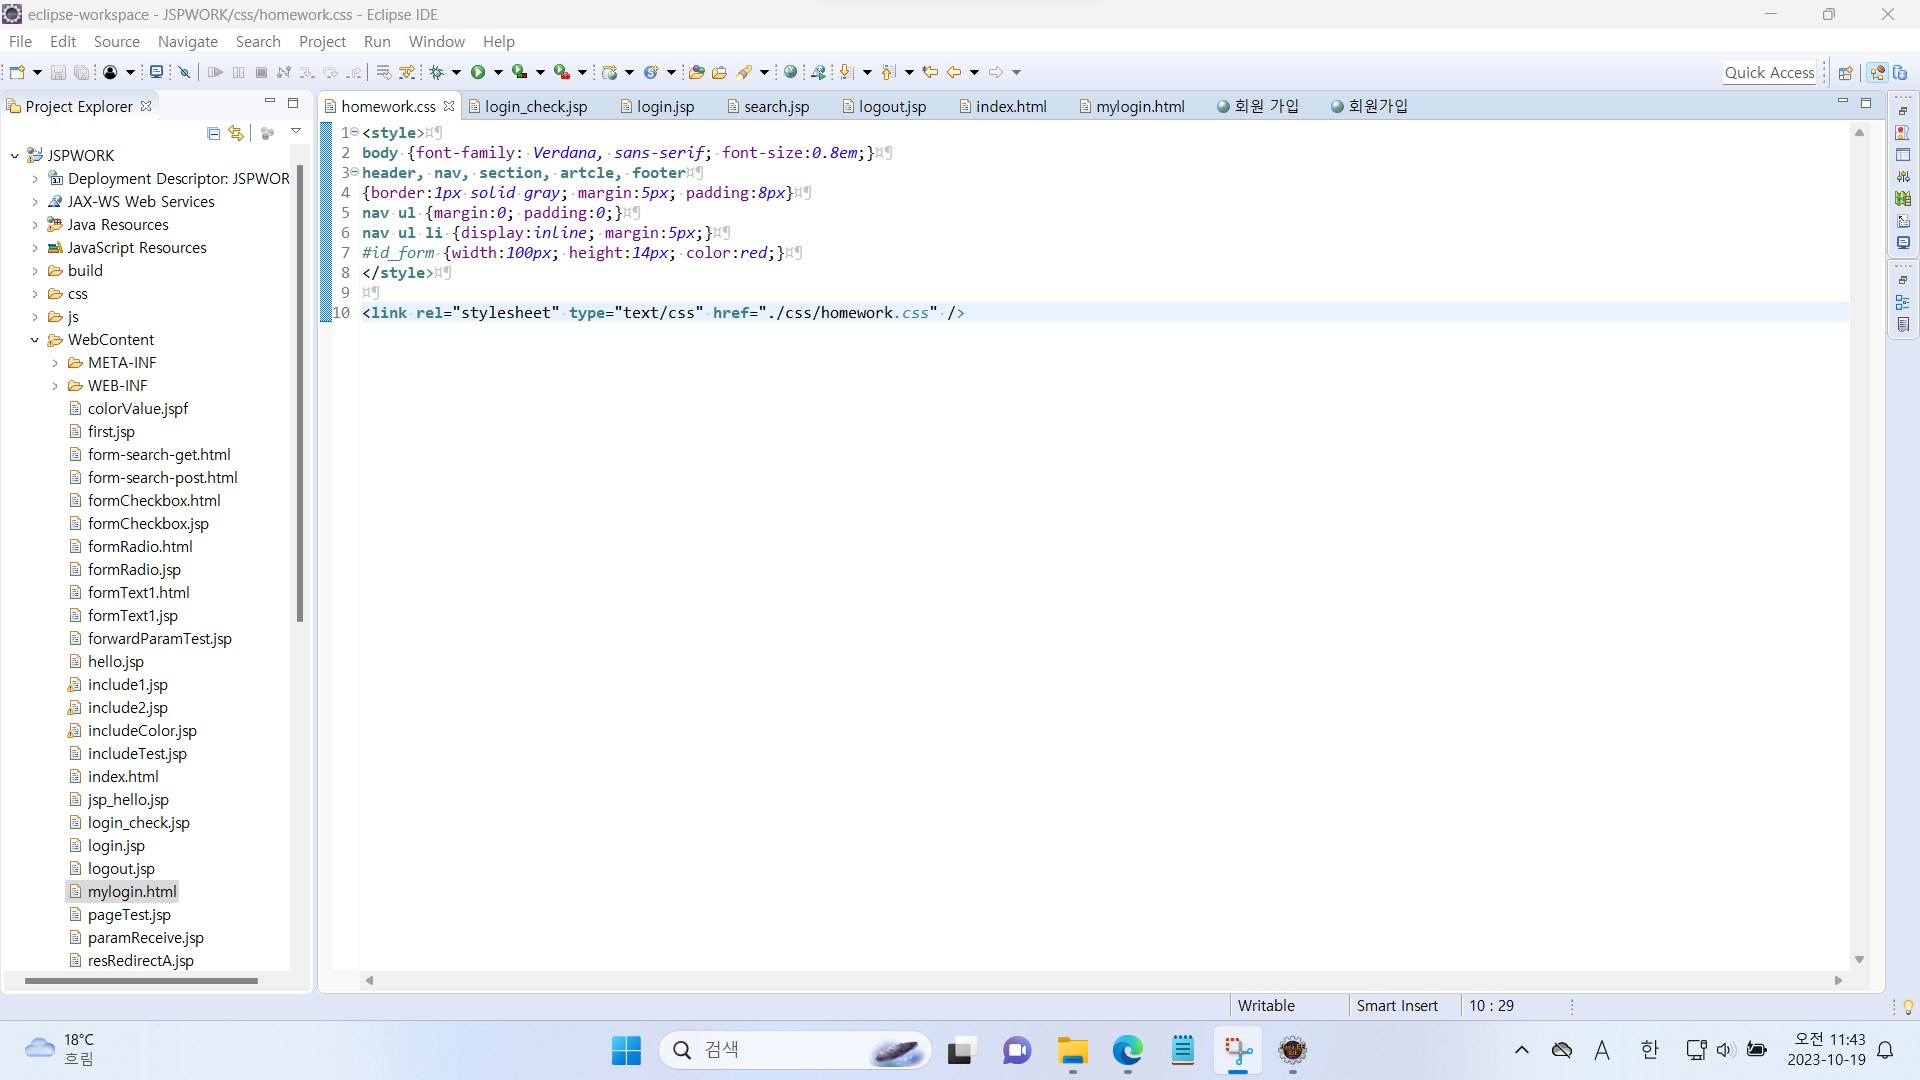 eclipse-workspace - JSPWORK/css/homework.css - Eclipse IDE
File Edit Source Navigate Search Project Run Window Help
Quick Access
Project Explorer
homework.css login_check.jsp login.jsp search.jsp logout.jsp index.html mylogin.html 회원 가입 회원가입
JSPWORK
Deployment Descriptor: JSPWOR
JAX-WS Web Services
Java Resources
JavaScript Resources
build
css
js
WebContent
META-INF
WEB-INF
colorValue.jspf
first.jsp
form-search-get.html
form-search-post.html
formCheckbox.html
formCheckbox.jsp
formRadio.html
formRadio.jsp
formText1.html
formText1.jsp
forwardParamTest.jsp
hello.jsp
include1.jsp
include2.jsp
includeColor.jsp
includeTest.jsp
index.html
jsp_hello.jsp
login_check.jsp
login.jsp
logout.jsp
mylogin.html
pageTest.jsp
paramReceive.jsp
resRedirectA.jsp
1 <style>¤¶
2 body·{font-family:·Verdana,·sans-serif;·font-size:0.8em;}¤¶
3 header,·nav,·section,·artcle,·footer¤¶
4 {border:1px·solid·gray;·margin:5px;·padding:8px}¤¶
5 nav·ul·{margin:0;·padding:0;}¤¶
6 nav·ul·li·{display:inline;·margin:5px;}¤¶
7 #id_form·{width:100px;·height:14px;·color:red;}¤¶
8 </style>¤¶
9 ¤¶
10 <link·rel="stylesheet"·type="text/css"·href="./css/homework.css"·/>
Writable Smart Insert 10 : 29
18°C
흐림
검색
A 한
오전 11:43
2023-10-19